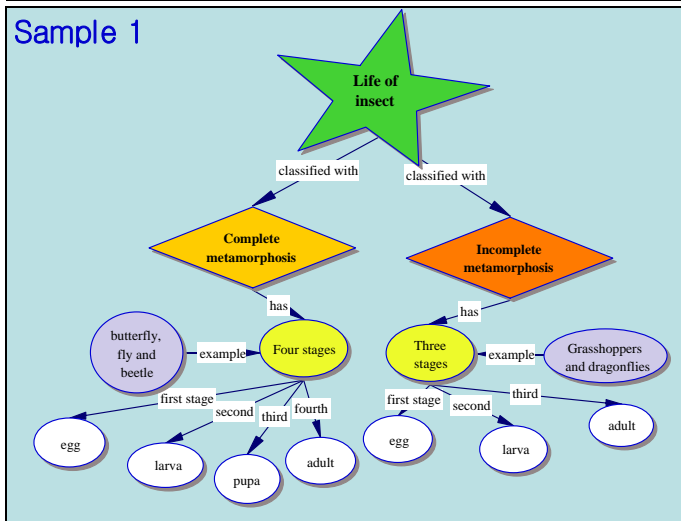 Sample 1
Life of
insect
classified with
classified with
Complete
metamorphosis
Incomplete
metamorphosis
has
has
butterfly,
fly and
beetle
example
Four stages
Three
stages
example
Grasshoppers
and dragonflies
first stage
second
third
fourth
first stage
second
third
egg
larva
pupa
adult
egg
larva
adult